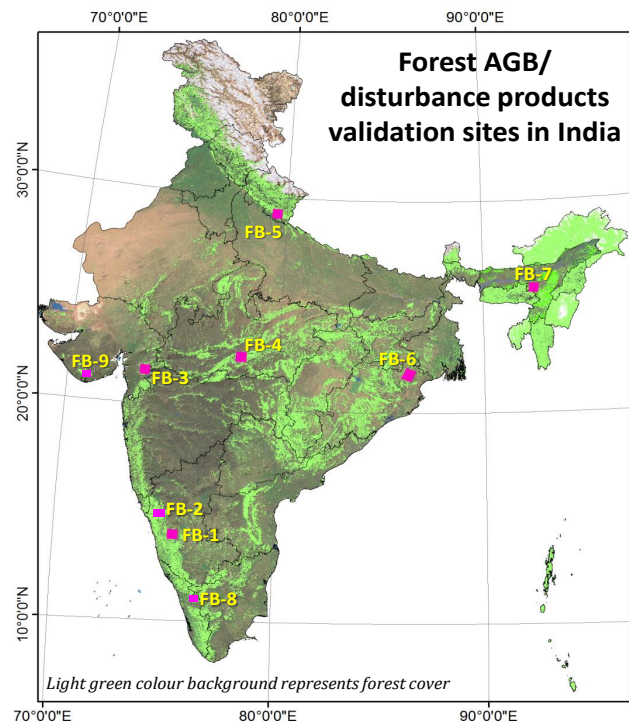 70°0'0"E 80°0'0"E 90°0'0"E
Forest AGB/
disturbance products
validation sites in India
30°0'0"N
FB-5
FB-7
FB-4
FB-9
FB-3
FB-6
20°0'0"N
FB-2
FB-1
FB-8
10°0'0"N
Light green colour background represents forest cover
70°0'0"E 80°0'0"E 90°0'0"E